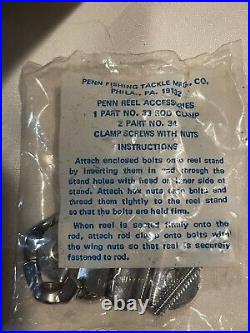 PENN FISHING TACKLE MFG. CO.
PHILA., PA. 19132
PENN REEL ACCESSORIES
1 PART NO. 33 ROD CLAMP
2 PART NO. 34
CLAMP SCREWS WITH NUTS
INSTRUCTIONS
Attach enclosed bolts on reel stand
by inserting them in and through the
stand holes with head on inner side of
stand. Attach hex nuts onto bolts and
thread them tightly to the reel stand
so that the bolts are held firm.
When reel is seated firmly onto the
rod, attach rod clamp onto bolts with
the wing nuts so that reel is securely
fastened to rod.